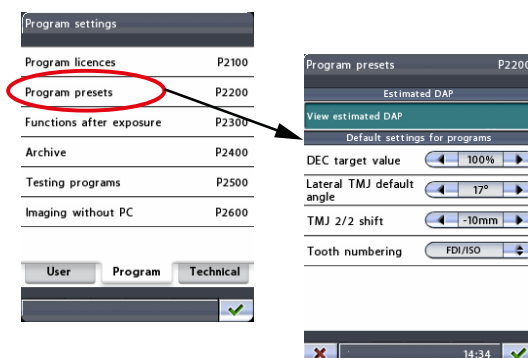 Program settings
Program licences P2100
Program presets P2200
Functions after exposure P2300
Archive P2400
Testing programs P2500
Imaging without PC P2600
User Program Technical
Program presets P2200
Estimated DAP
View estimated DAP
Default settings for programs
DEC target value 100%
Lateral TMJ default
angle 17°
TMJ 2/2 shift -10mm
Tooth numbering FDI/ISO
14:34